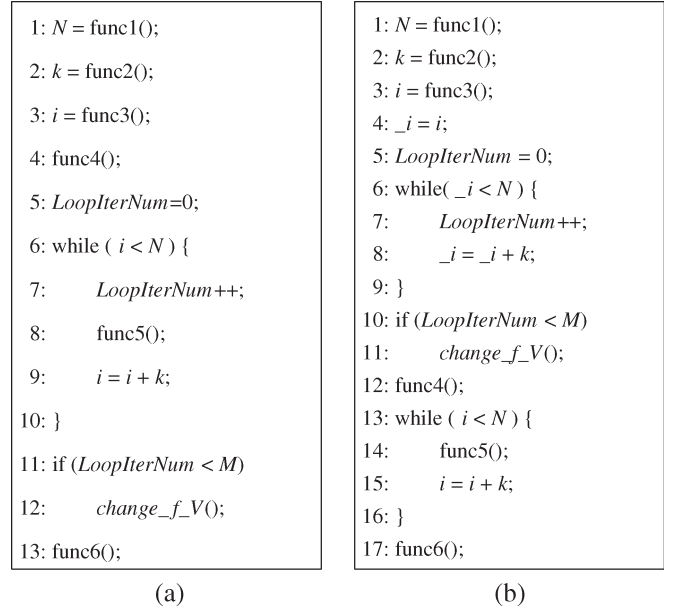 1: N = func1();
2: k = func2();
3: i = func3();
4: func4();
5: LoopIterNum=0;
6: while ( i < N ) {
7: LoopIterNum++;
8: func5();
9: i = i + k;
10: }
11: if (LoopIterNum < M)
12: change_f_V();
13: func6();
(a)
1: N = func1();
2: k = func2();
3: i = func3();
4: _i = i;
5: LoopIterNum = 0;
6: while( _i < N ) {
7: LoopIterNum++;
8: _i = _i + k;
9: }
10: if (LoopIterNum < M)
11: change_f_V();
12: func4();
13: while ( i < N ) {
14: func5();
15: i = i + k;
16: }
17: func6();
(b)